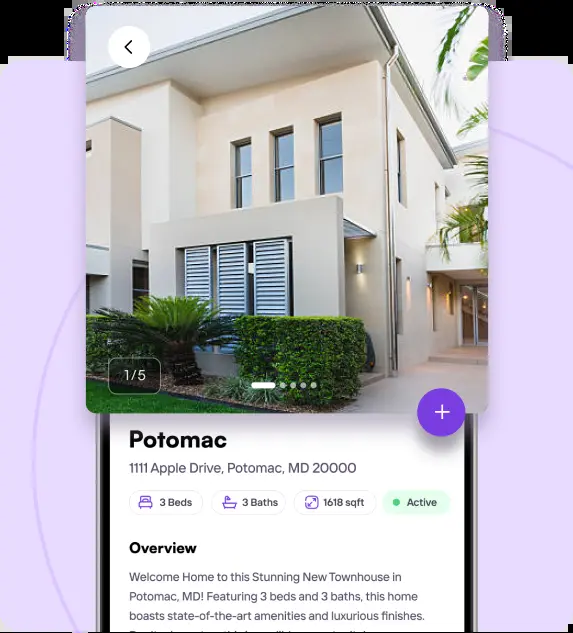 1/5
Potomac
1111 Apple Drive, Potomac, MD 20000
3 Beds
3 Baths
1618 sqft
Active
Overview
Welcome Home to this Stunning New Townhouse in
Potomac, MD! Featuring 3 beds and 3 baths, this home
boasts state-of-the-art amenities and luxurious finishes.